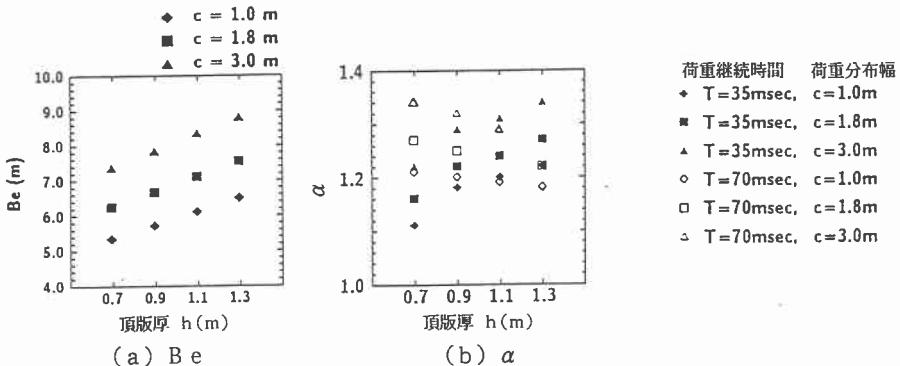 ◆ c = 1.0 m
■ c = 1.8 m
▲ c = 3.0 m
Be (m)
10.0
9.0
8.0
7.0
6.0
5.0
4.0
0.7 0.9 1.1 1.3
頂版厚 h(m)
(a) Be
α
1.4
1.2
1.0
0.7 0.9 1.1 1.3
頂版厚 h(m)
(b) α
荷重継続時間 荷重分布幅
◆ T=35msec, c=1.0m
■ T=35msec, c=1.8m
▲ T=35msec, c=3.0m
◇ T=70msec, c=1.0m
□ T=70msec, c=1.8m
△ T=70msec, c=3.0m